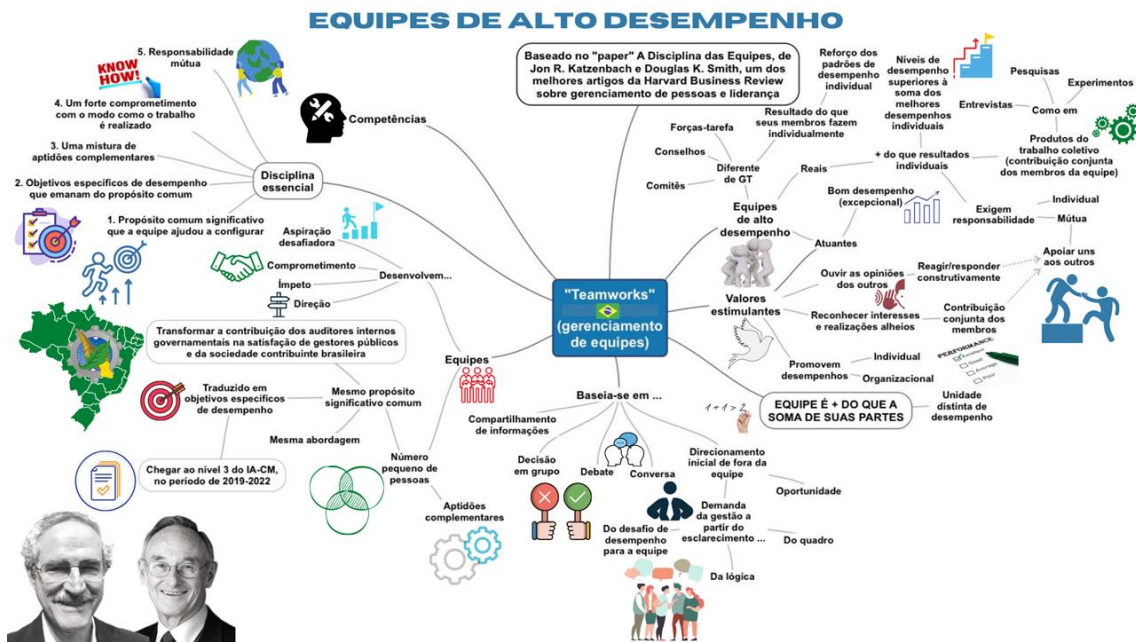 EQUIPES DE ALTO DESEMPENHO
Baseado no "paper" A Disciplina das Equipes, de
Jon R. Katzenbach e Douglas K. Smith, um dos
melhores artigos da Harvard Business Review
sobre gerenciamento de pessoas e liderança
5. Responsabilidade
mútua
KNOW
HOW!
4. Um forte comprometimento
com o modo como o trabalho
é realizado
3. Uma mistura de
aptidões complementares
2. Objetivos específicos de desempenho
que emanam do propósito comum
1. Propósito comum significativo
que a equipe ajudou a configurar
Disciplina
essencial
Competências
Aspiração
desafiadora
Comprometimento
Ímpeto
Direção
Desenvolvem...
Transformar a contribuição dos auditores internos
governamentais na satisfação de gestores públicos
e da sociedade contribuinte brasileira
Equipes
Traduzido em
objetivos específicos
de desempenho
Mesmo propósito
significativo comum
Mesma abordagem
Chegar ao nível 3 do IA-CM,
no período de 2019-2022
Número
pequeno de
pessoas
Aptidões
complementares
"Teamworks"
(gerenciamento
de equipes)
Reforço dos
padrões de
desempenho
individual
Resultado do que
seus membros fazem
individualmente
Forças-tarefa
Conselhos
Comitês
Diferente
de GT
Equipes
de alto
desempenho
Níveis de
desempenho
superiores à
soma dos
melhores
desempenhos
individuais
Pesquisas
Experimentos
Entrevistas
Como em
Produtos do
trabalho coletivo
(contribuição conjunta
dos membros da equipe)
+ do que resultados
individuais
Reais
Exigem
responsabilidade
Individual
Mútua
Apoiar uns
aos outros
Bom desempenho
(excepcional)
Atuantes
Valores
estimulantes
Ouvir as opiniões
dos outros
Reagir/responder
construtivamente
Reconhecer interesses
e realizações alheios
Contribuição
conjunta dos
membros
Promovem
desempenhos
Individual
Organizacional
PERFORMANCE
Excellent
Good
Average
Poor
1+1>2
EQUIPE É + DO QUE A
SOMA DE SUAS PARTES
Unidade
distinta de
desempenho
Baseia-se em ...
Compartilhamento
de informações
Decisão
em grupo
Debate
Conversa
Direcionamento
inicial de fora da
equipe
Demanda
da gestão a
partir do
esclarecimento ...
Oportunidade
Do quadro
Da lógica
Do desafio de
desempenho
para a equipe